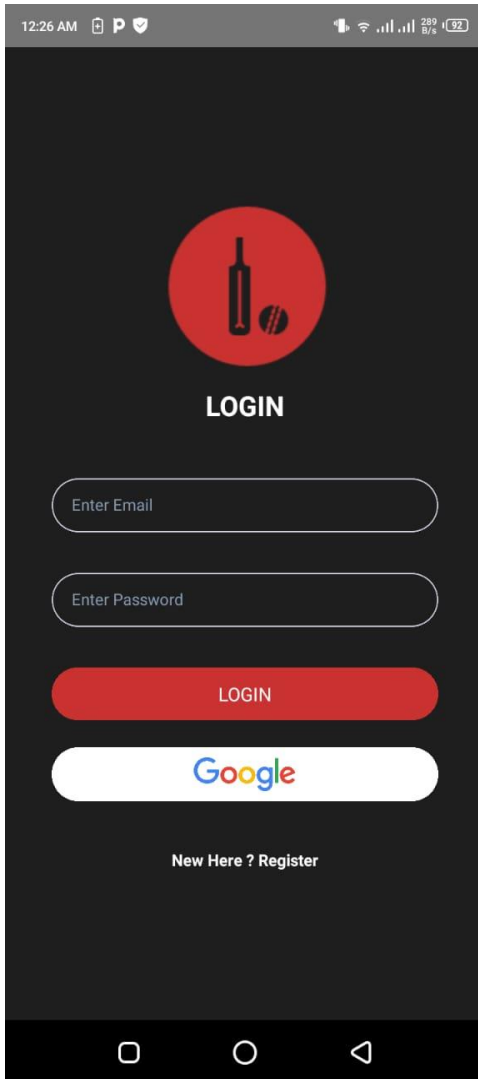 12:26 AM P 289 B/s 92
LOGIN
Enter Email
Enter Password
LOGIN
Google
New Here ? Register